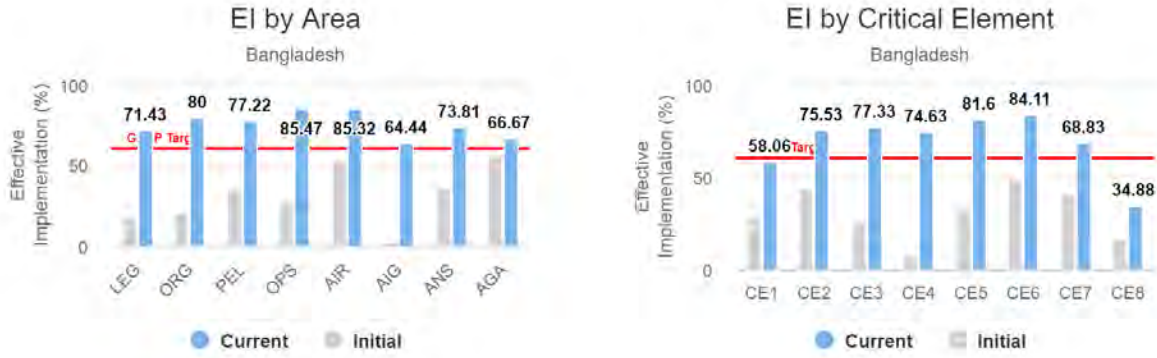 EI by Area
Bangladesh
Effective
Implementation (%)
100
50
0
71.43
80
77.22
85.47
85.32
64.44
73.81
66.67
G P Targ
LEG
ORG
PEL
OPS
AIR
AIG
ANS
AGA
Current
Initial
EI by Critical Element
Bangladesh
Effective
Implementation (%)
100
50
0
58.06
75.53
77.33
74.63
81.6
84.11
68.83
34.88
Targ
CE1
CE2
CE3
CE4
CE5
CE6
CE7
CE8
Current
Initial